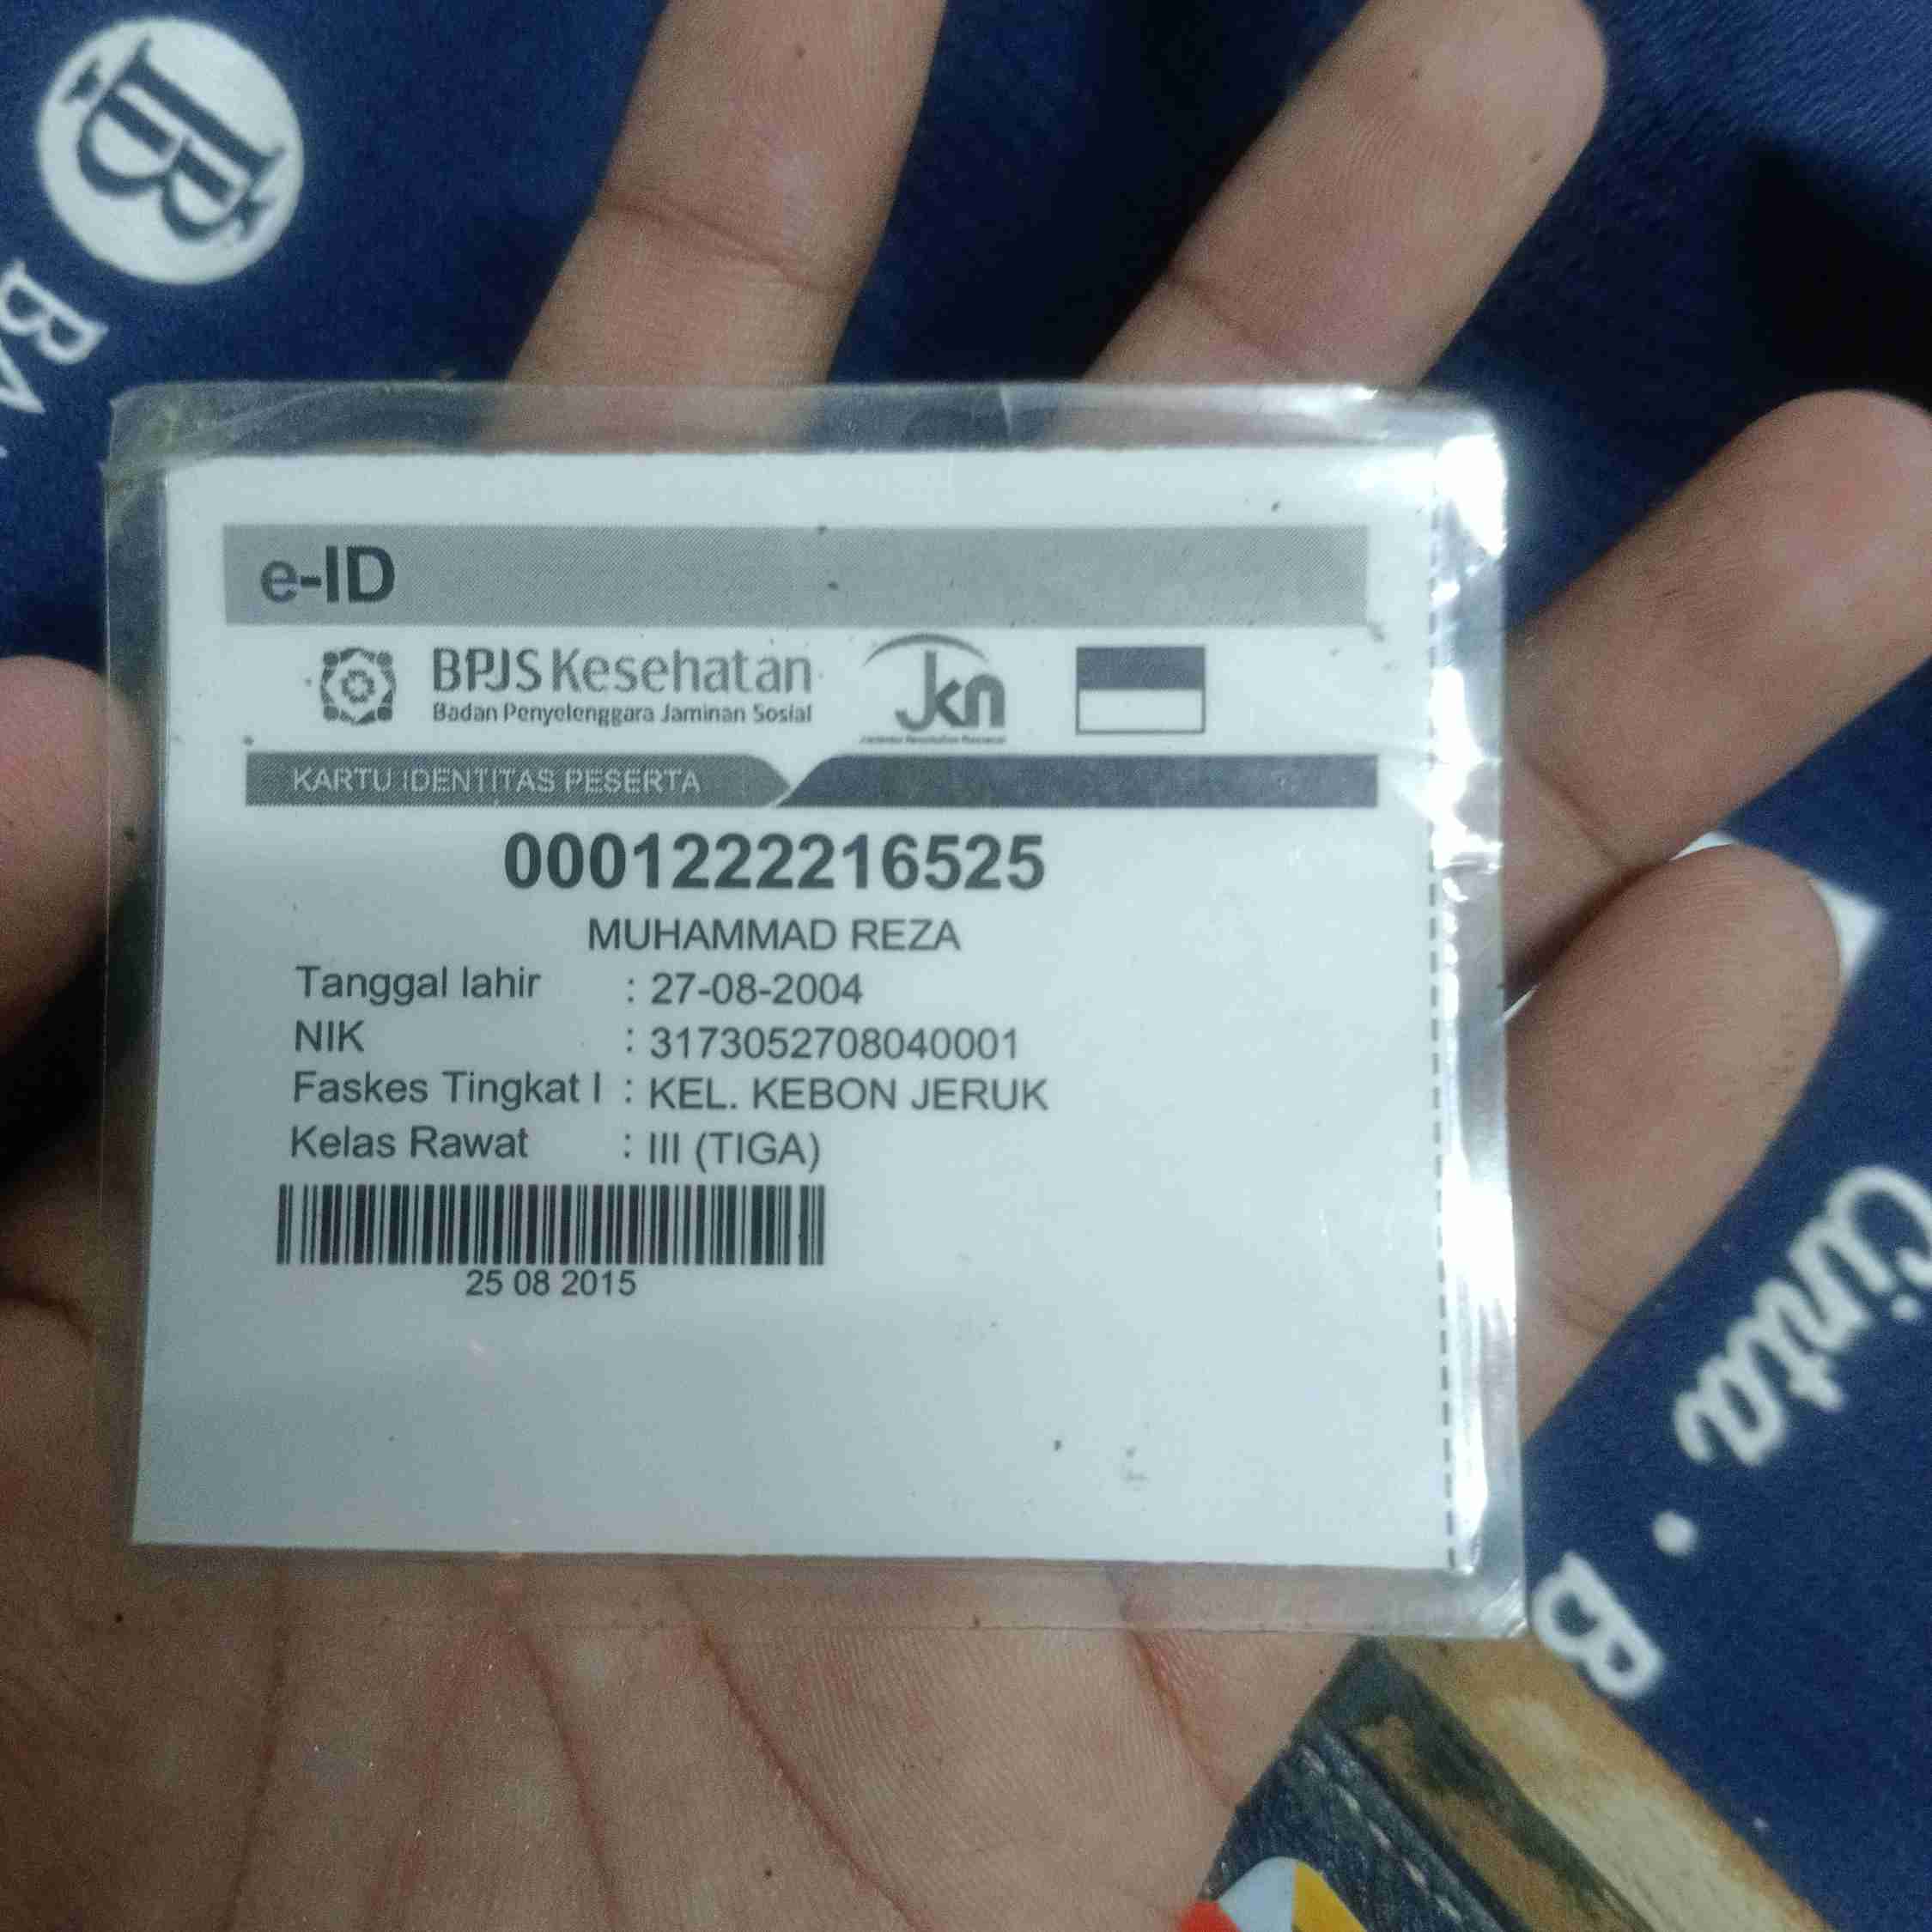 e-ID
BPJS Kesehatan
Badan Penyelenggara Jaminan Sosial
Jkn
KARTU IDENTITAS PESERTA
0001222216525
MUHAMMAD REZA
Tanggal lahir : 27-08-2004
NIK : 3173052708040001
Faskes Tingkat I : KEL. KEBON JERUK
Kelas Rawat : III (TIGA)
25 08 2015
B
BA
Cinta • B